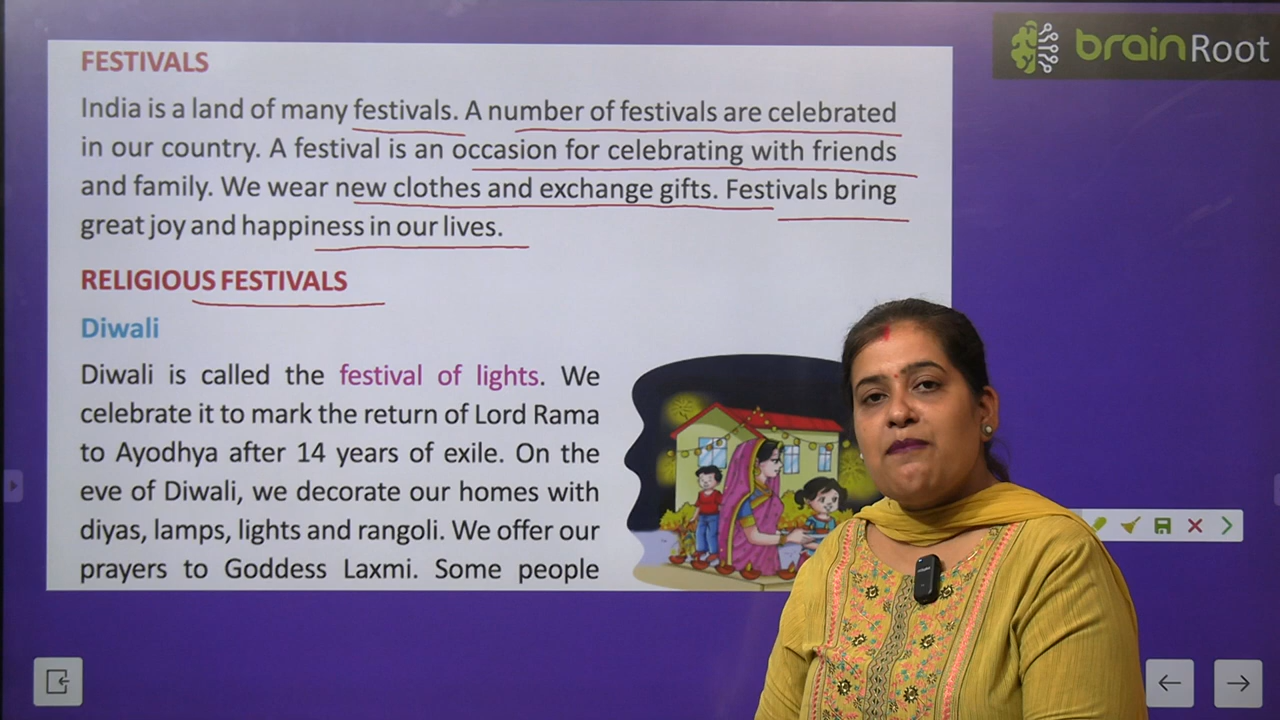 brainRoot
FESTIVALS
India is a land of many festivals. A number of festivals are celebrated
in our country. A festival is an occasion for celebrating with friends
and family. We wear new clothes and exchange gifts. Festivals bring
great joy and happiness in our lives.
RELIGIOUS FESTIVALS
Diwali
Diwali is called the festival of lights. We
celebrate it to mark the return of Lord Rama
to Ayodhya after 14 years of exile. On the
eve of Diwali, we decorate our homes with
diyas, lamps, lights and rangoli. We offer our
prayers to Goddess Laxmi. Some people